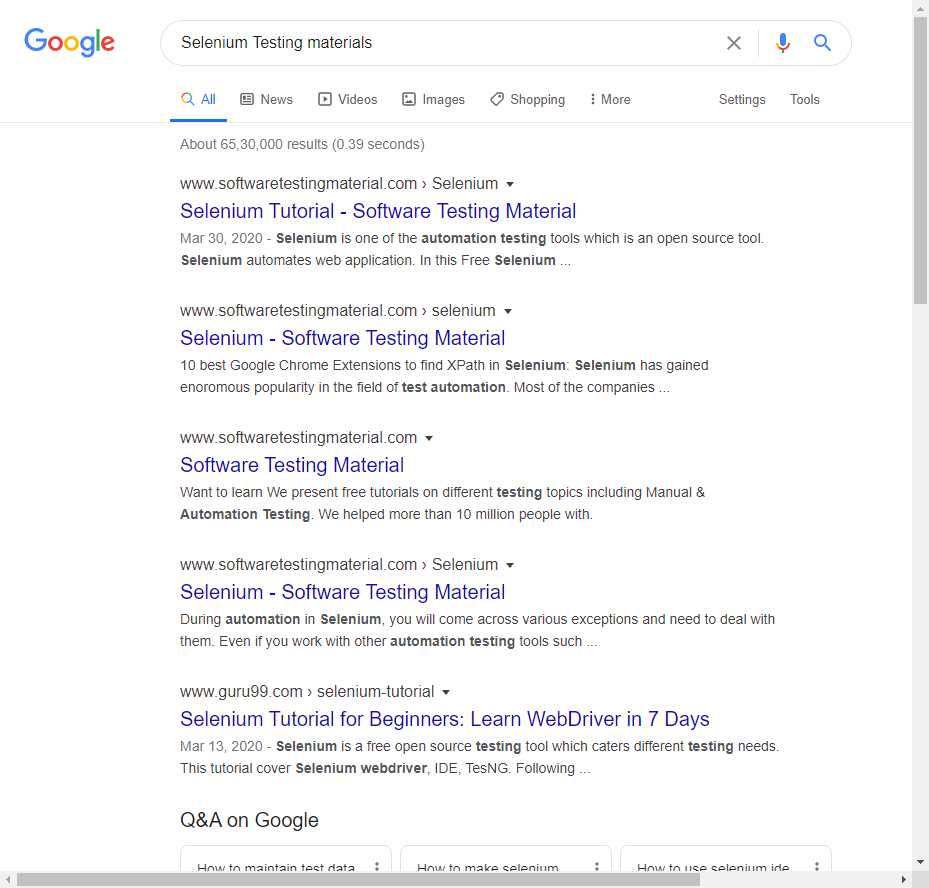 Google
Selenium Testing materials
All News Videos Images Shopping More Settings Tools
About 65,30,000 results (0.39 seconds)
www.softwaretestingmaterial.com › Selenium
Selenium Tutorial - Software Testing Material
Mar 30, 2020 - Selenium is one of the automation testing tools which is an open source tool.
Selenium automates web application. In this Free Selenium ...
www.softwaretestingmaterial.com › selenium
Selenium - Software Testing Material
10 best Google Chrome Extensions to find XPath in Selenium: Selenium has gained
enoromous popularity in the field of test automation. Most of the companies ...
www.softwaretestingmaterial.com
Software Testing Material
Want to learn We present free tutorials on different testing topics including Manual &
Automation Testing. We helped more than 10 million people with.
www.softwaretestingmaterial.com › Selenium
Selenium - Software Testing Material
During automation in Selenium, you will come across various exceptions and need to deal with
them. Even if you work with other automation testing tools such ...
www.guru99.com › selenium-tutorial
Selenium Tutorial for Beginners: Learn WebDriver in 7 Days
Mar 13, 2020 - Selenium is a free open source testing tool which caters different testing needs.
This tutorial cover Selenium webdriver, IDE, TesNG. Following ...
Q&A on Google
How to maintain test data How to make selenium How to use selenium ide